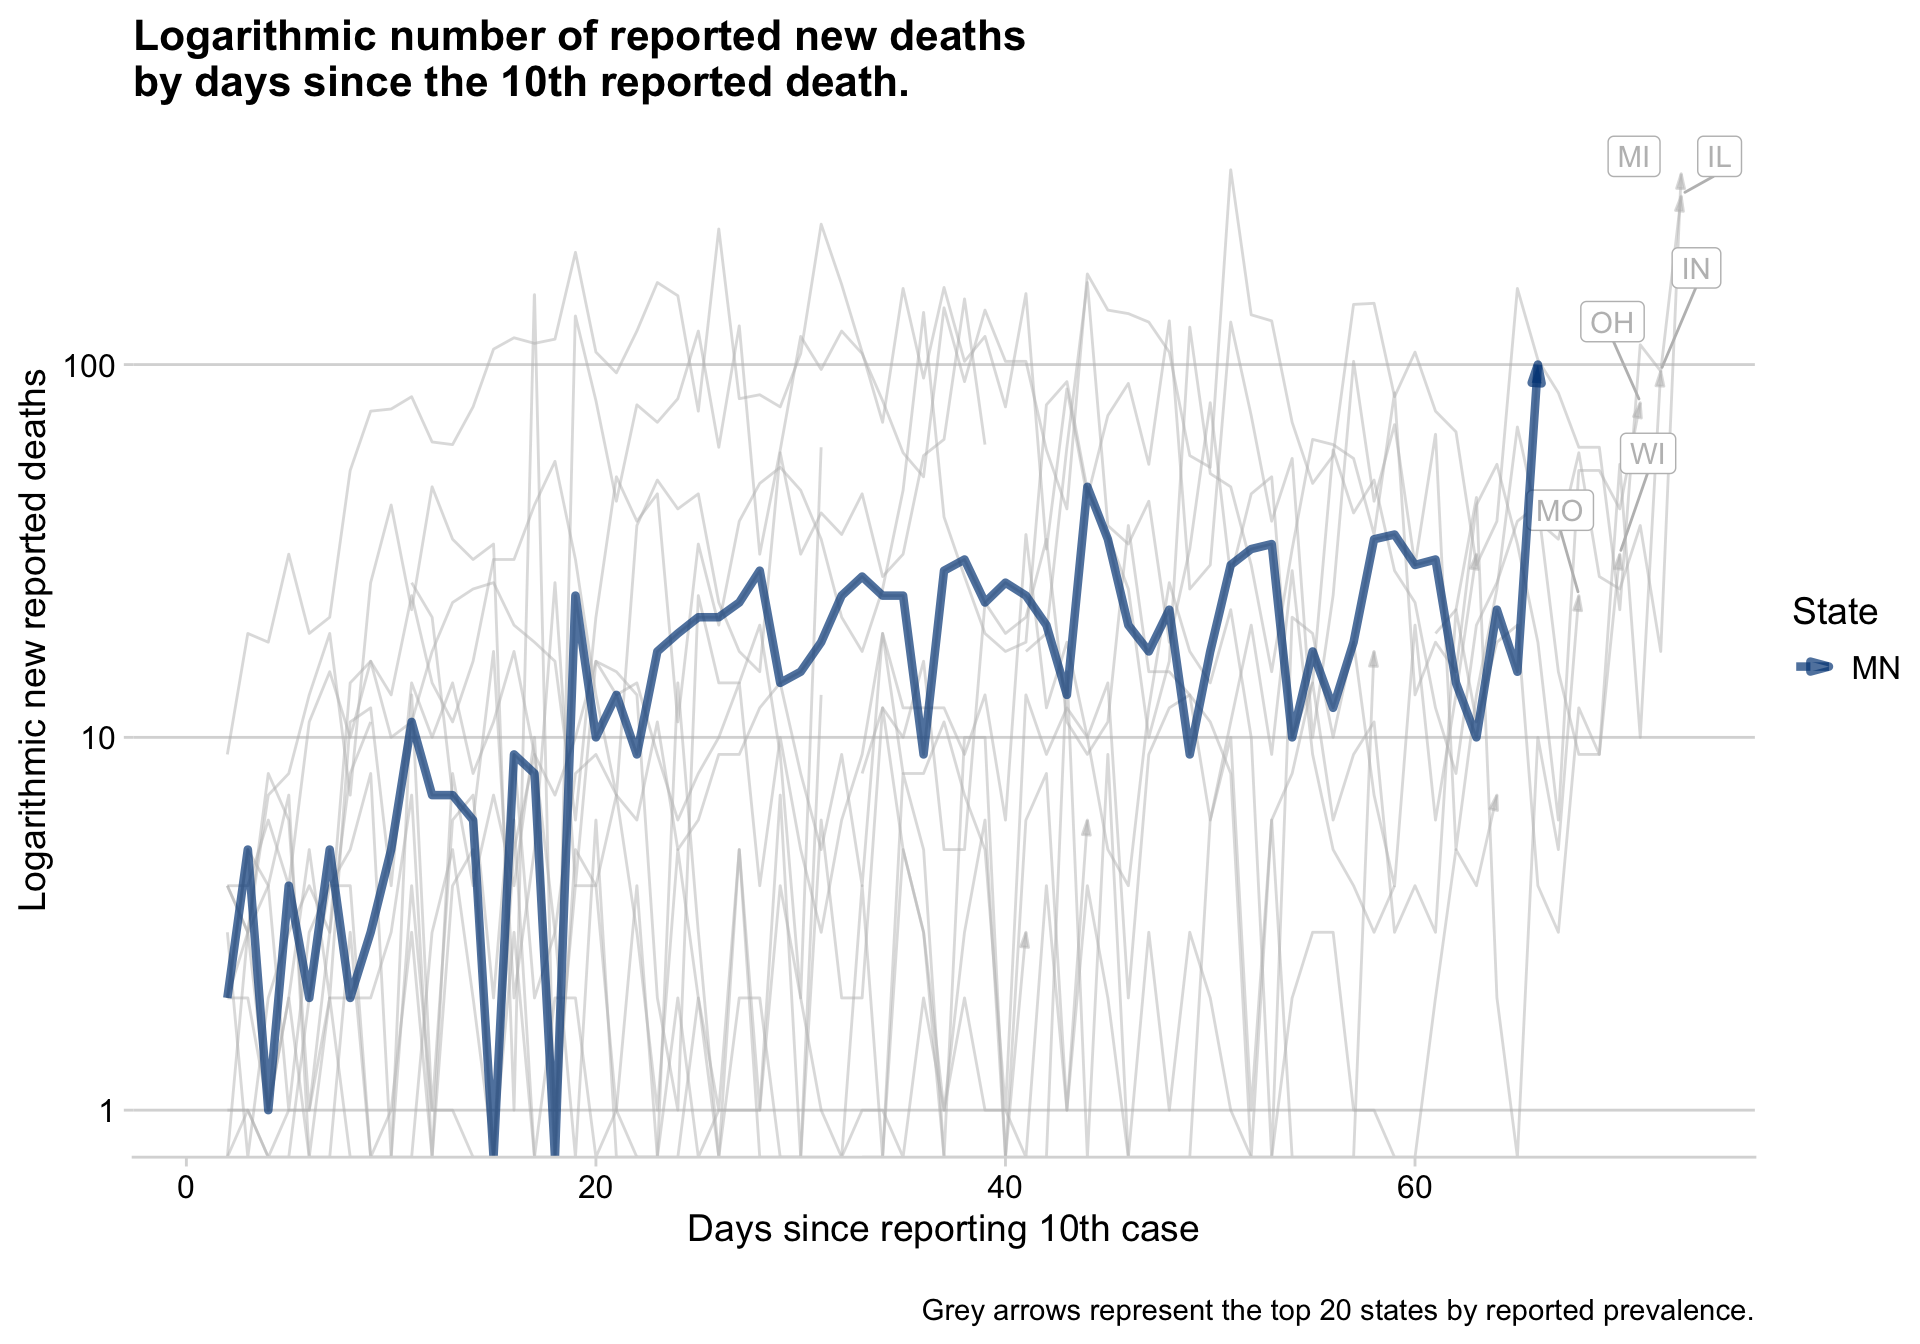 Logarithmic number of reported new deaths
by days since the 10th reported death.
MI
IL
IN
OH
WI
MO
100
10
1
Logarithmic new reported deaths
0
20
40
60
Days since reporting 10th case
State
MN
Grey arrows represent the top 20 states by reported prevalence.